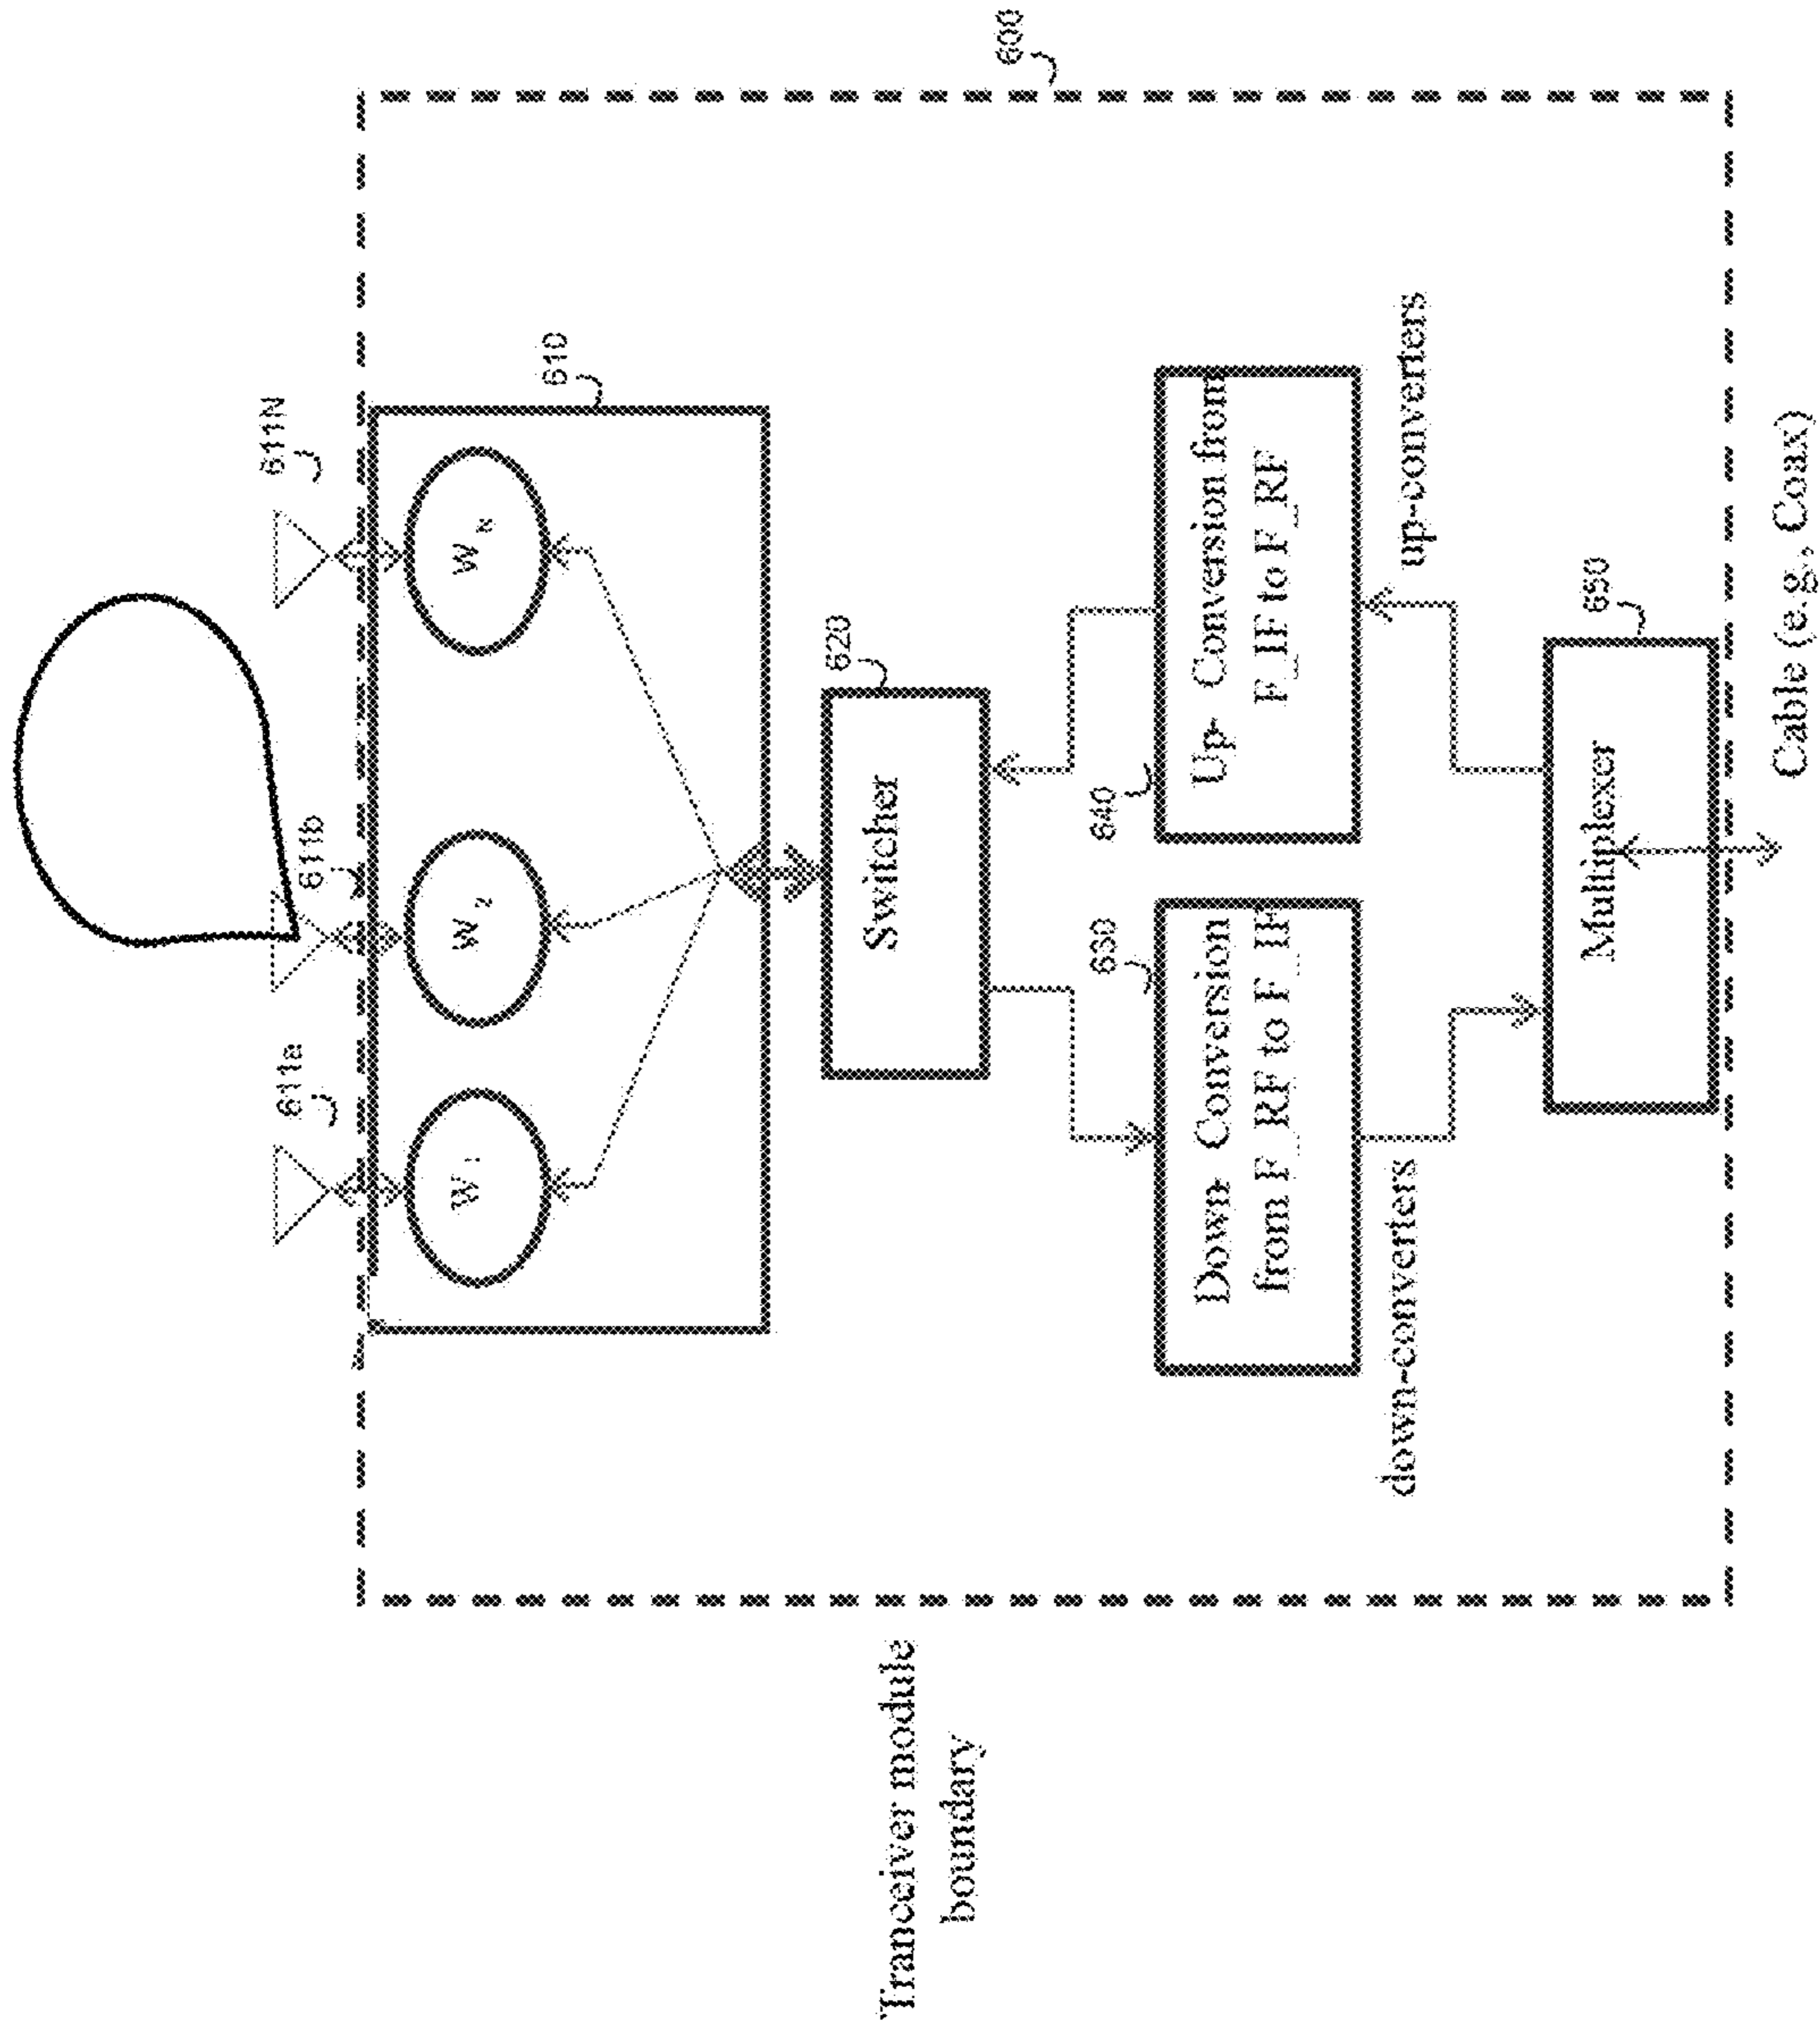 611a
611b
611N
W1
W2
Wn
610
600
Tranceiver module
boundary
Switcher
620
630
Down- Conversion
from F_RF to F_IF
640
Up- Conversion from
F_IF to F_RF
down-converters
up-converters
Multiplexer
650
Cable (e.g., Coax)